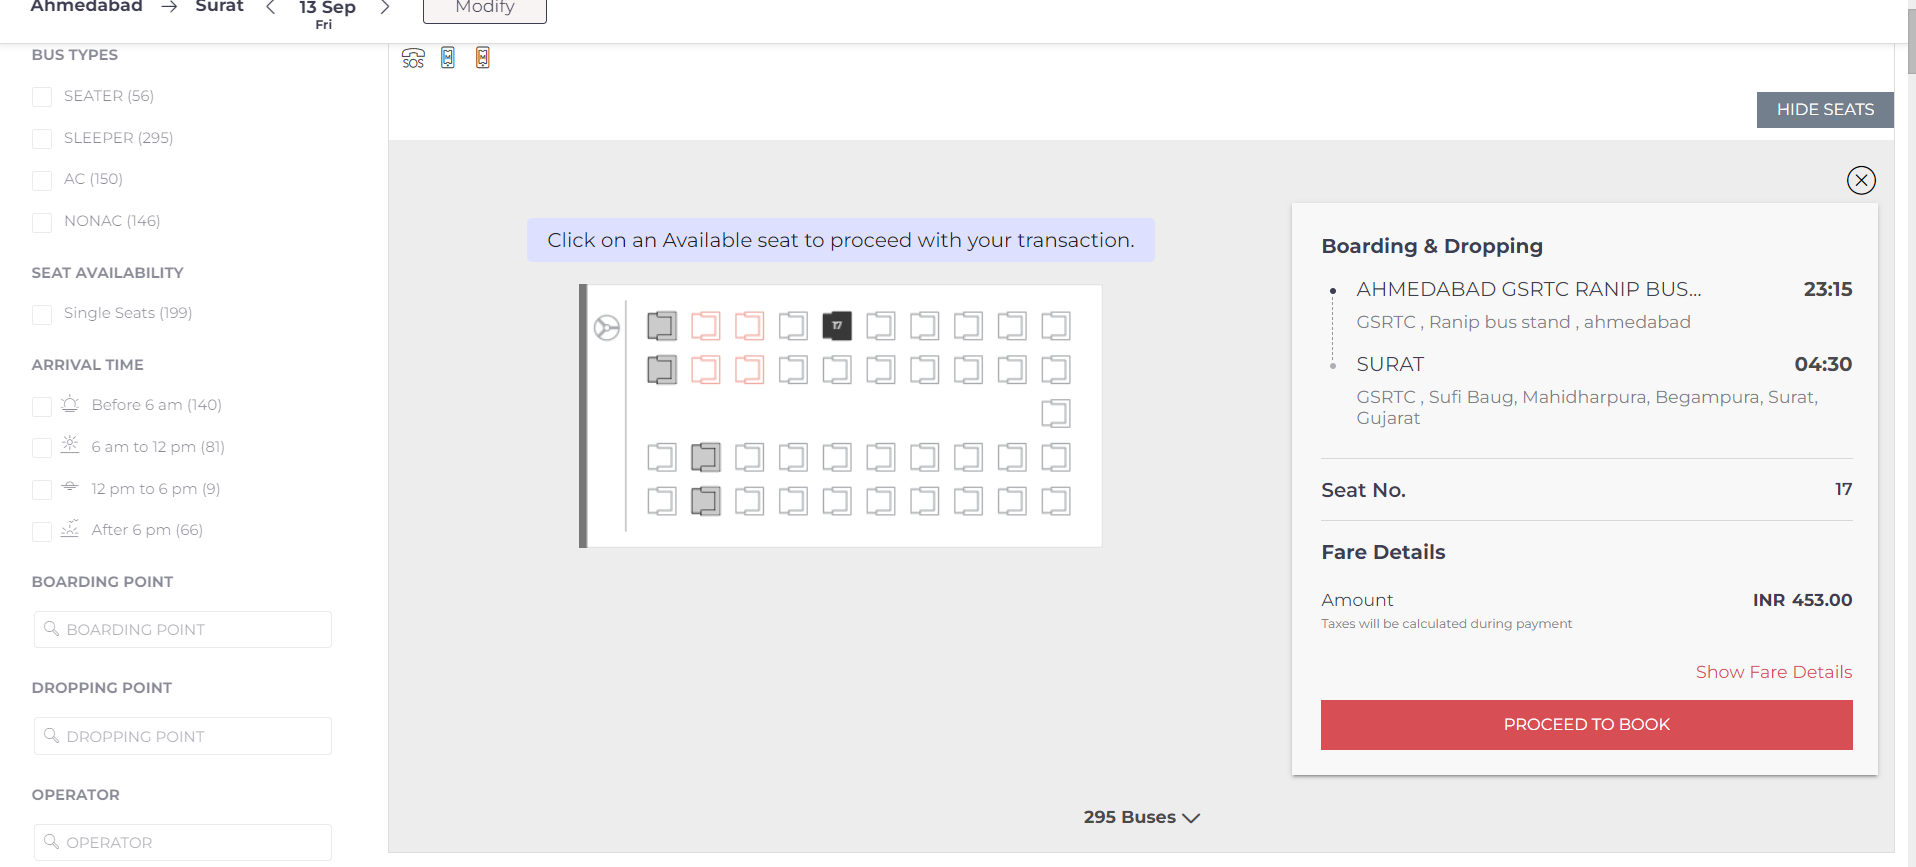 Ahmedabad → Surat < 13 Sep > Modify
Fri
BUS TYPES
SEATER (56)
SLEEPER (295)
AC (150)
NONAC (146)
SEAT AVAILABILITY
Single Seats (199)
ARRIVAL TIME
Before 6 am (140)
6 am to 12 pm (81)
12 pm to 6 pm (9)
After 6 pm (66)
BOARDING POINT
BOARDING POINT
DROPPING POINT
DROPPING POINT
OPERATOR
OPERATOR
SOS M M
HIDE SEATS
Click on an Available seat to proceed with your transaction.
17
Boarding & Dropping
AHMEDABAD GSRTC RANIP BUS... 23:15
GSRTC , Ranip bus stand , ahmedabad
SURAT 04:30
GSRTC , Sufi Baug, Mahidharpura, Begampura, Surat,
Gujarat
Seat No. 17
Fare Details
Amount INR 453.00
Taxes will be calculated during payment
Show Fare Details
PROCEED TO BOOK
295 Buses